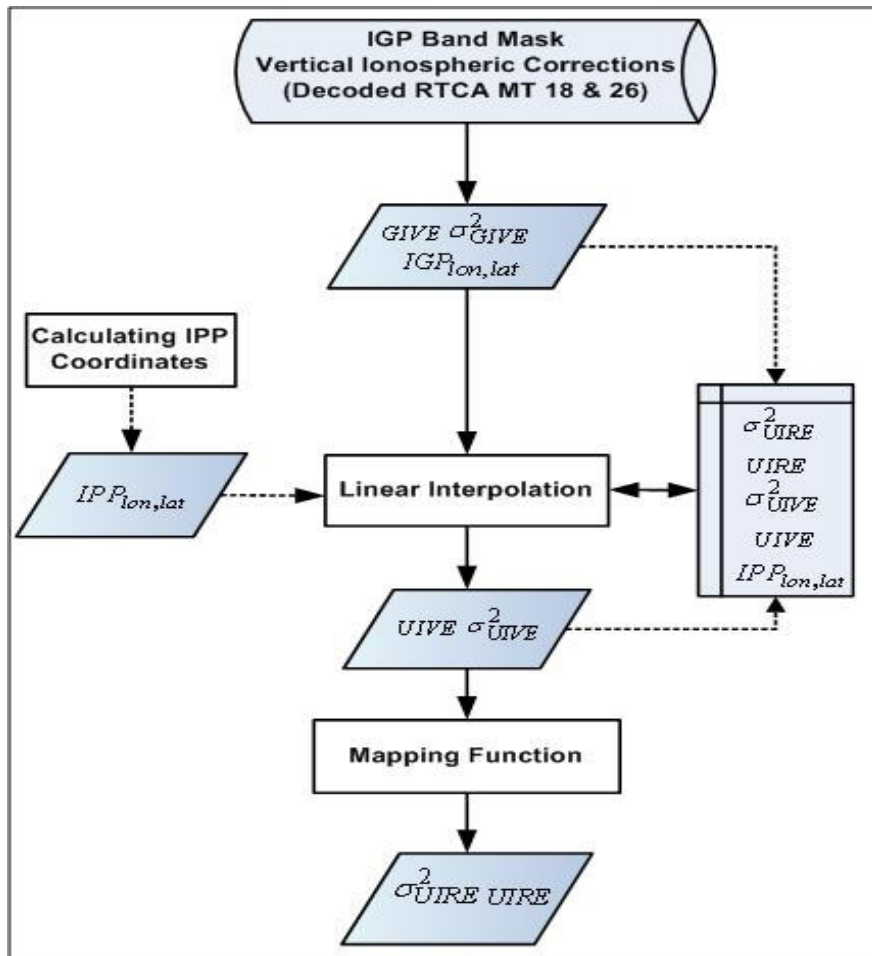 IGP Band Mask
Vertical Ionospheric Corrections
(Decoded RTCA MT 18 & 26)
GIVE σ²GIVE
IGPlon,lat
Calculating IPP
Coordinates
IPPlon,lat
Linear Interpolation
σ²UIRE
UIRE
σ²UIVE
UIVE
IPPlon,lat
UIVE σ²UIVE
Mapping Function
σ²UIRE UIRE